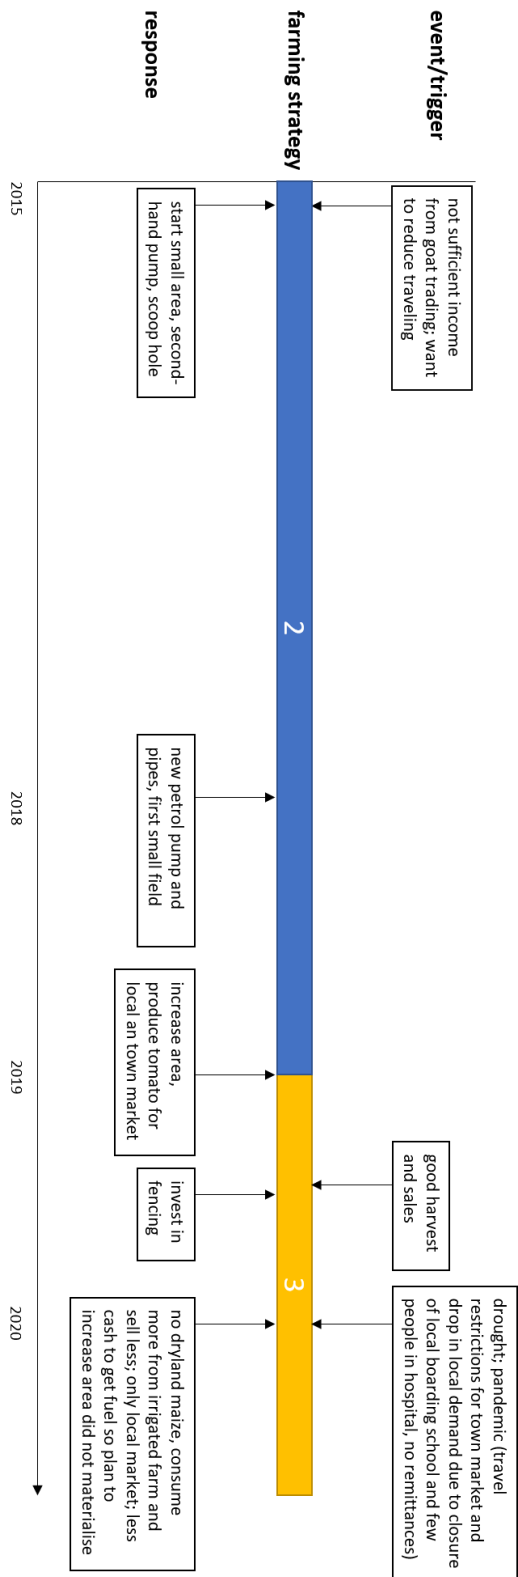 event/trigger
not sufficient income
from goat trading; want
to reduce traveling
good harvest
and sales
drought; pandemic (travel
restrictions for town market and
drop in local demand due to closure
of local boarding school and few
people in hospital, no remittances)
farming strategy
2
3
response
start small area, second-
hand pump, scoop hole
new petrol pump and
pipes, first small field
increase area,
produce tomato for
local an town market
invest in
fencing
no dryland maize, consume
more from irrigated farm and
sell less; only local market; less
cash to get fuel so plan to
increase area did not materialise
2015
2018
2019
2020